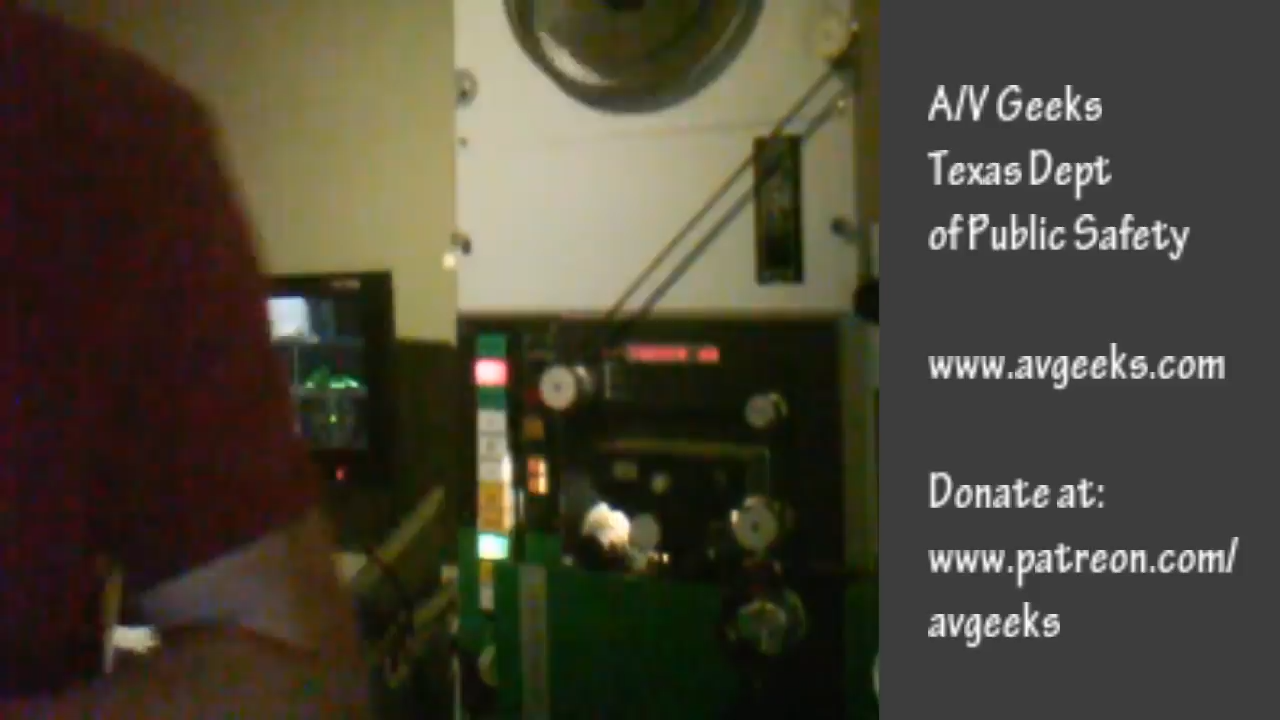 A/V Geeks
Texas Dept
of Public Safety
www.avgeeks.com
Donate at:
www.patreon.com/
avgeeks